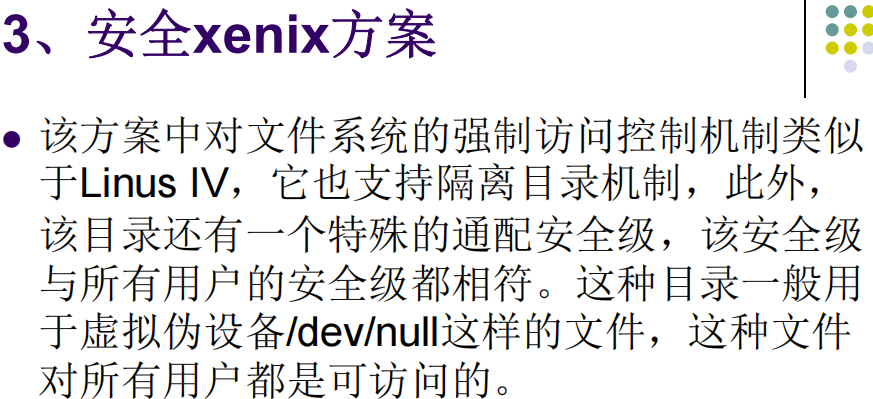 3、安全xenix方案
该方案中对文件系统的强制访问控制机制类似
于Linus IV，它也支持隔离目录机制，此外，
该目录还有一个特殊的通配安全级，该安全级
与所有用户的安全级都相符。这种目录一般用
于虚拟伪设备/dev/null这样的文件，这种文件
对所有用户都是可访问的。